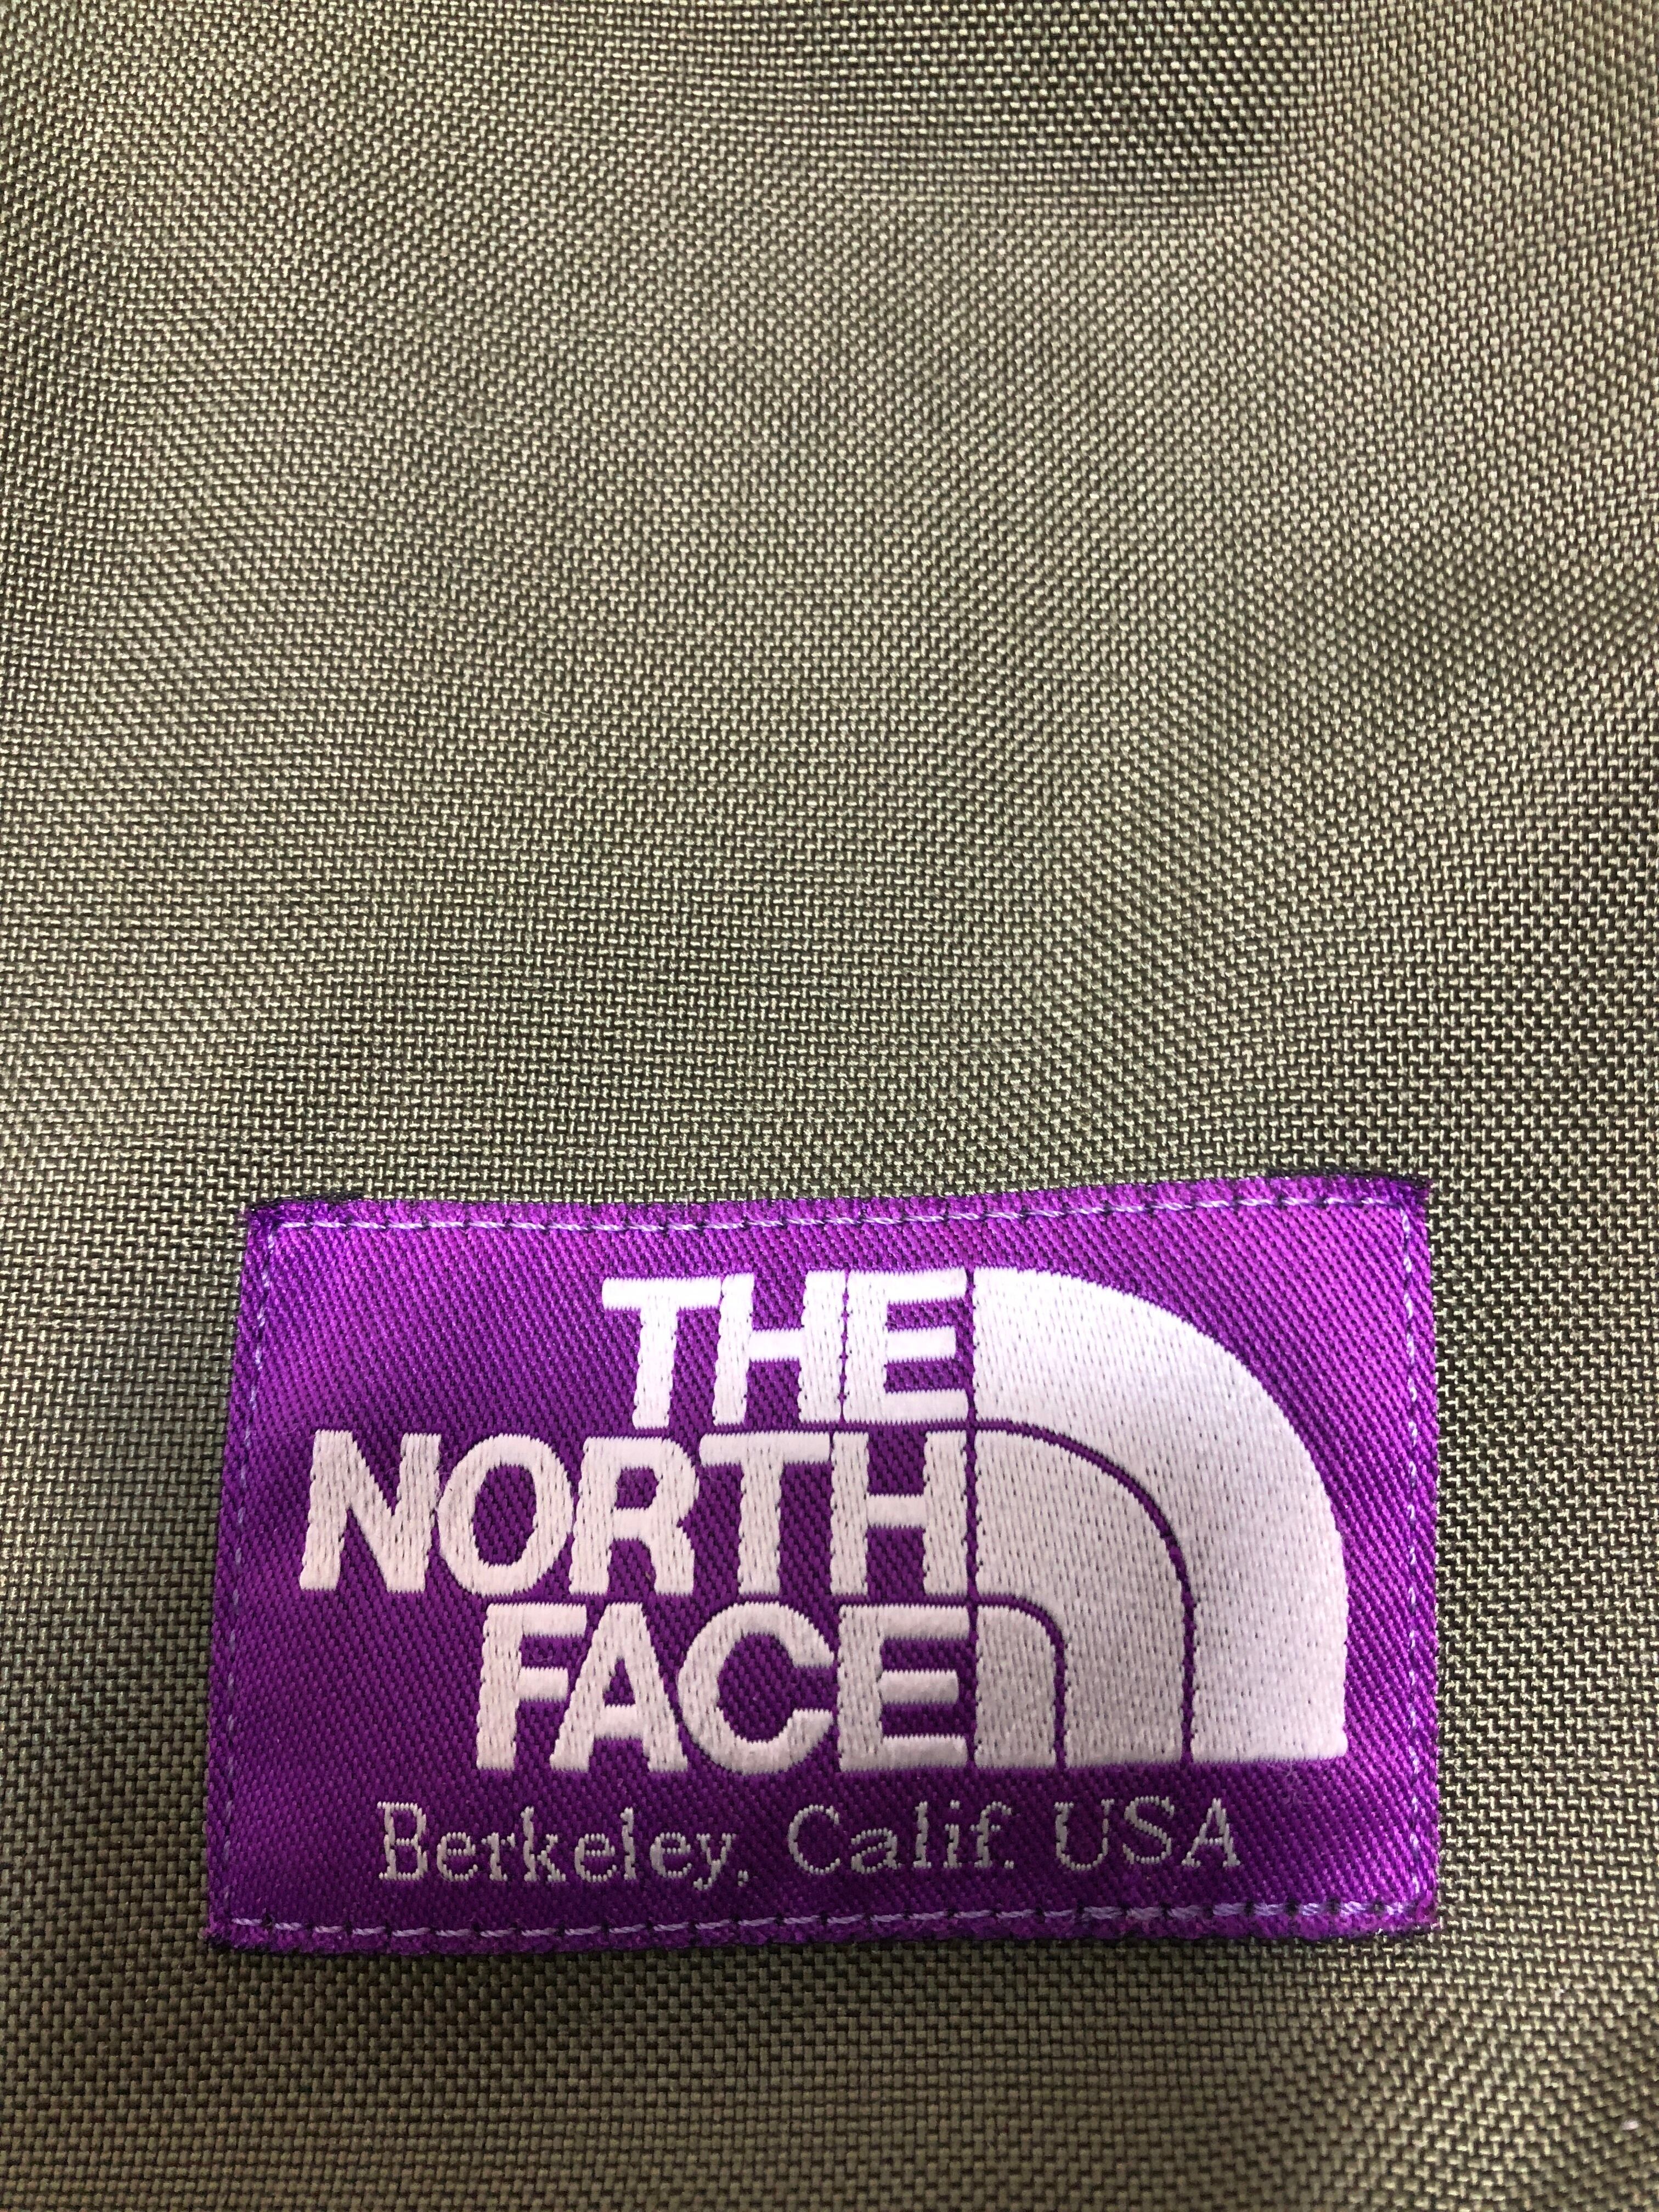 THE
NORTH
FACE
Berkeley, Calif. USA